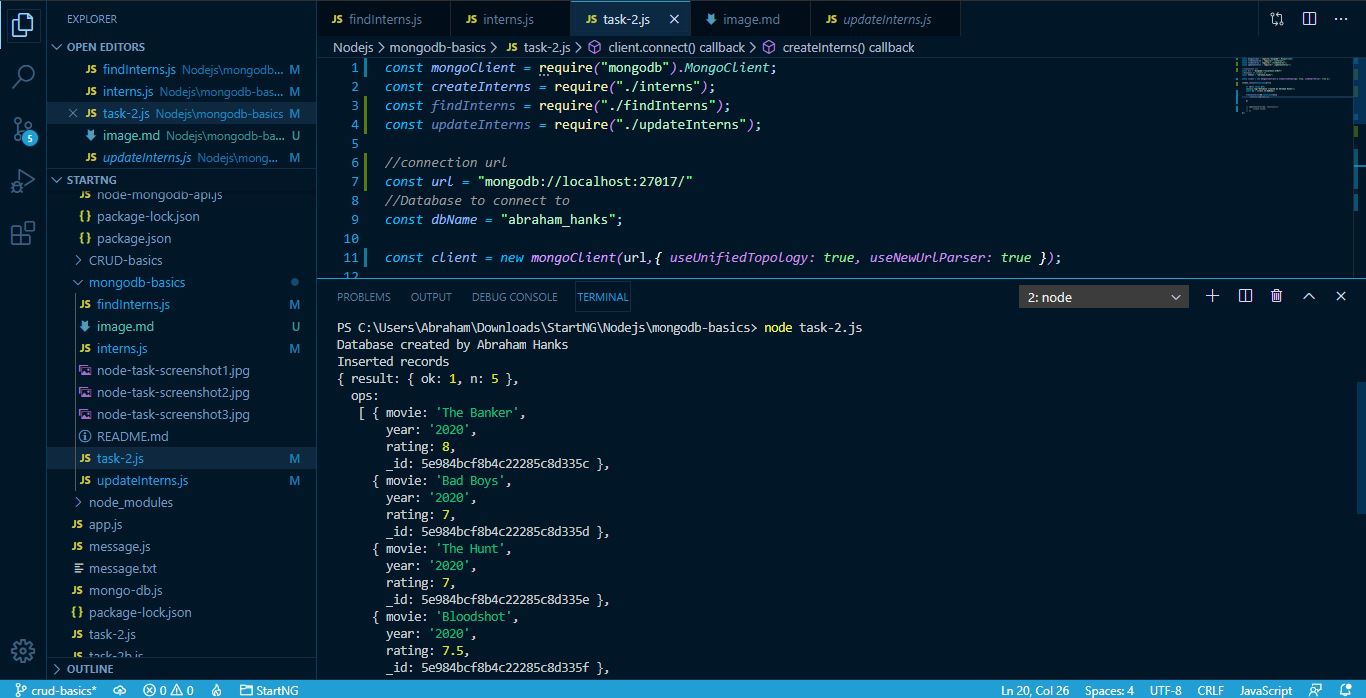 EXPLORER
OPEN EDITORS
JS findInterns.js Nodejs\mongodb... M
JS interns.js Nodejs\mongodb-bas... M
JS task-2.js Nodejs\mongodb-basics M
image.md Nodejs\mongodb-ba... U
JS updateInterns.js Nodejs\mong... M
STARTNG
JS node-mongodb-api.js
{} package-lock.json
{} package.json
CRUD-basics
mongodb-basics
JS findInterns.js M
image.md U
JS interns.js M
node-task-screenshot1.jpg
node-task-screenshot2.jpg
node-task-screenshot3.jpg
README.md
JS task-2.js M
JS updateInterns.js M
node_modules
JS app.js
JS message.js
message.txt
JS mongo-db.js
{} package-lock.json
JS task-2.js
JS task-2b.js
OUTLINE
5
JS findInterns.js JS interns.js JS task-2.js image.md JS updateInterns.js
Nodejs > mongodb-basics > JS task-2.js > client.connect() callback > createInterns() callback
1 const mongoClient = require("mongodb").MongoClient;
2 const createInterns = require("./interns");
3 const findInterns = require("./findInterns");
4 const updateInterns = require("./updateInterns");
5
6 //connection url
7 const url = "mongodb://localhost:27017/"
8 //Database to connect to
9 const dbName = "abraham_hanks";
10
11 const client = new mongoClient(url,{ useUnifiedTopology: true, useNewUrlParser: true });
12
PROBLEMS OUTPUT DEBUG CONSOLE TERMINAL 2: node
PS C:\Users\Abraham\Downloads\StartNG\Nodejs\mongodb-basics> node task-2.js
Database created by Abraham Hanks
Inserted records
{ result: { ok: 1, n: 5 },
ops:
[ { movie: 'The Banker',
year: '2020',
rating: 8,
_id: 5e984bcf8b4c22285c8d335c },
{ movie: 'Bad Boys',
year: '2020',
rating: 7,
_id: 5e984bcf8b4c22285c8d335d },
{ movie: 'The Hunt',
year: '2020',
rating: 7,
_id: 5e984bcf8b4c22285c8d335e },
{ movie: 'Bloodshot',
year: '2020',
rating: 7.5,
_id: 5e984bcf8b4c22285c8d335f },
crud-basics* 0 0 StartNG Ln 20, Col 26 Spaces: 4 UTF-8 CRLF JavaScript